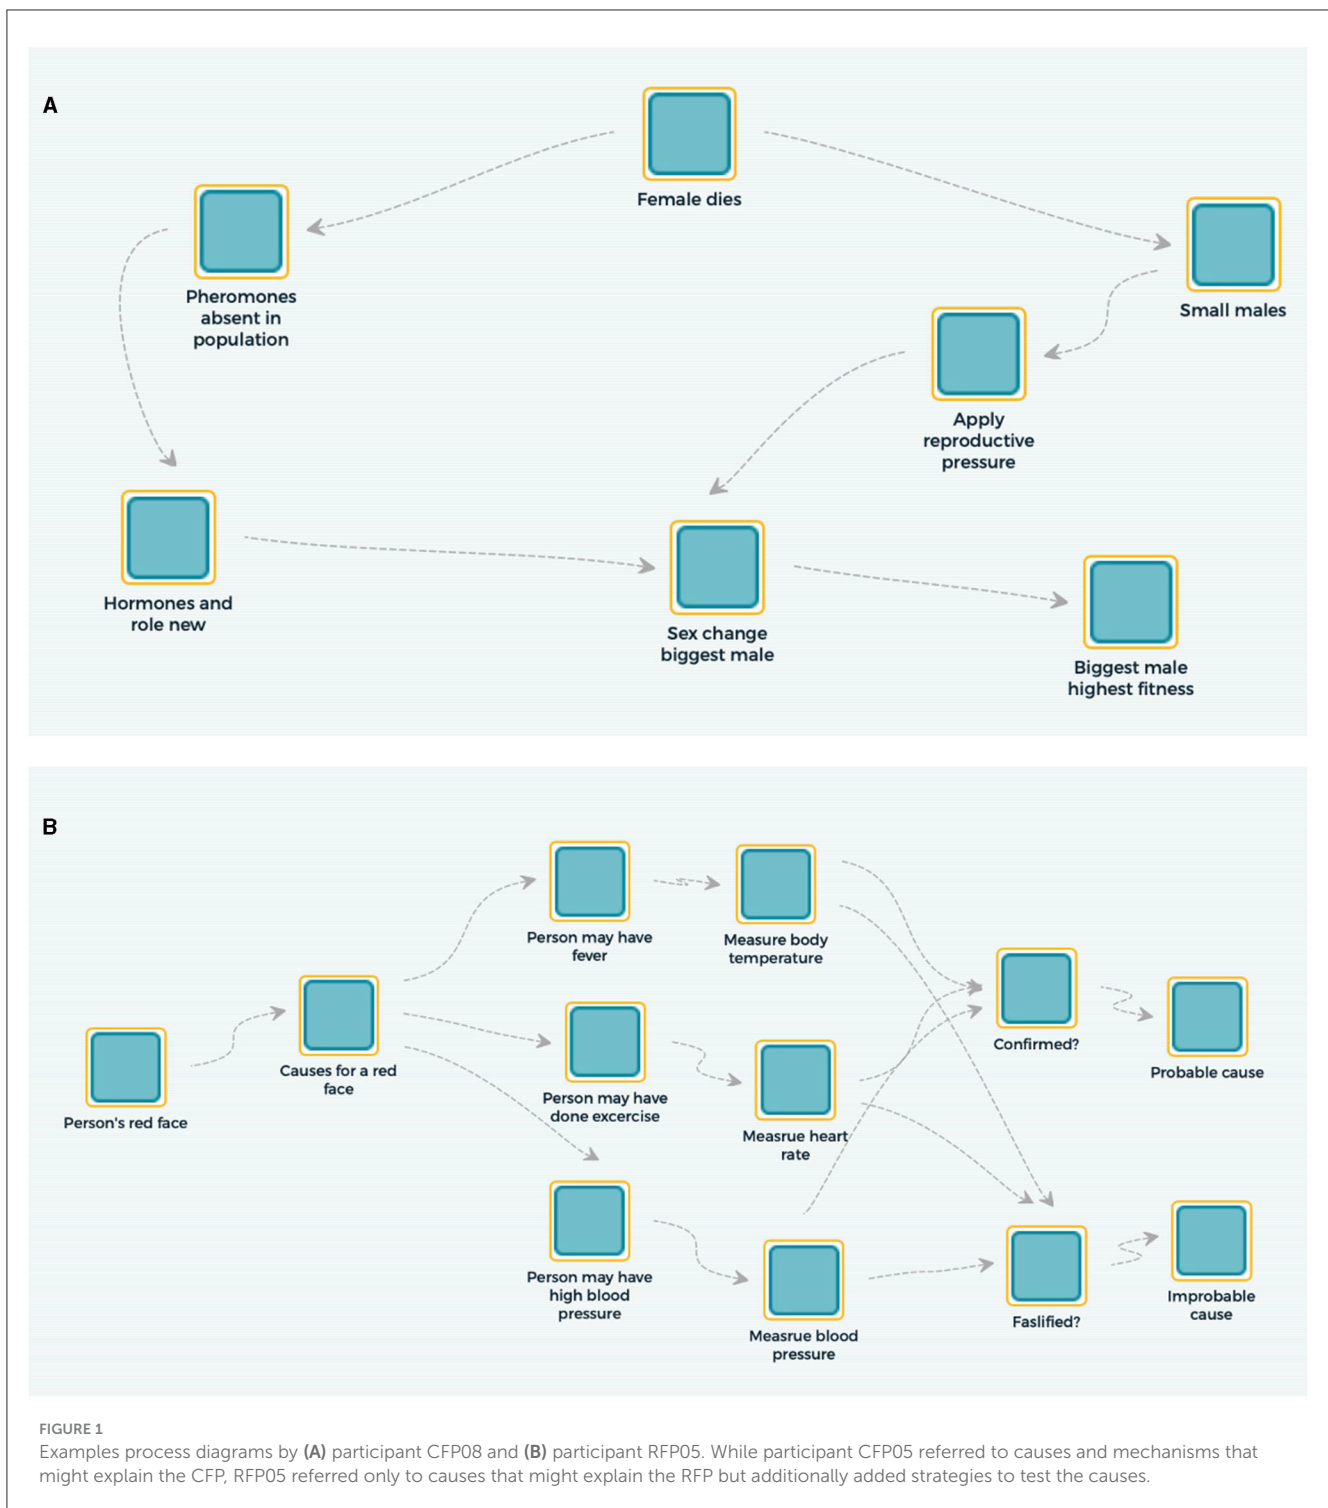 A
Female dies
Pheromones
absent in
population
Small males
Apply
reproductive
pressure
Hormones and
role new
Sex change
biggest male
Biggest male
highest fitness
B
Person may have
fever
Measure body
temperature
Confirmed?
Probable cause
Causes for a red
face
Person's red face
Person may have
done excercise
Measrue heart
rate
Person may have
high blood
pressure
Measrue blood
pressure
Faslified?
Improbable
cause
FIGURE 1
Examples process diagrams by (A) participant CFP08 and (B) participant RFP05. While participant CFP05 referred to causes and mechanisms that
might explain the CFP, RFP05 referred only to causes that might explain the RFP but additionally added strategies to test the causes.